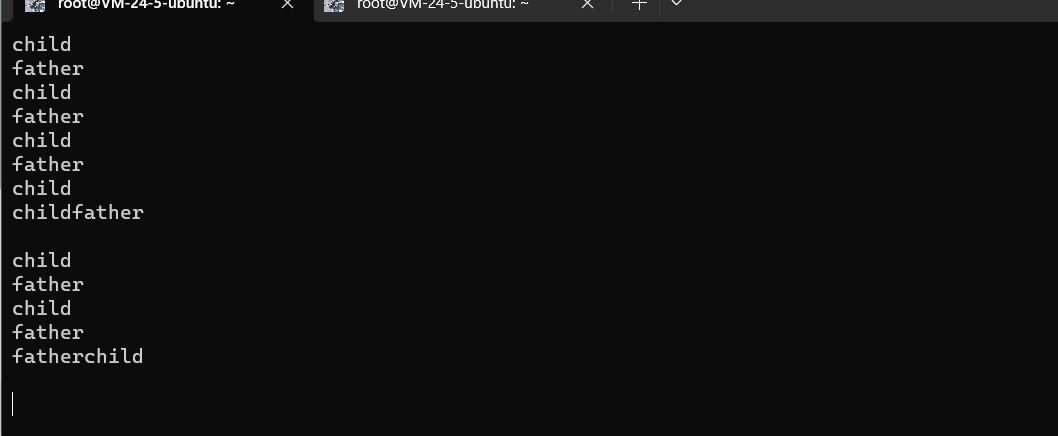 root@VM-24-5-ubuntu: ~
root@VM-24-5-ubuntu: ~
child
father
child
father
child
father
child
childfather
child
father
child
father
fatherchild